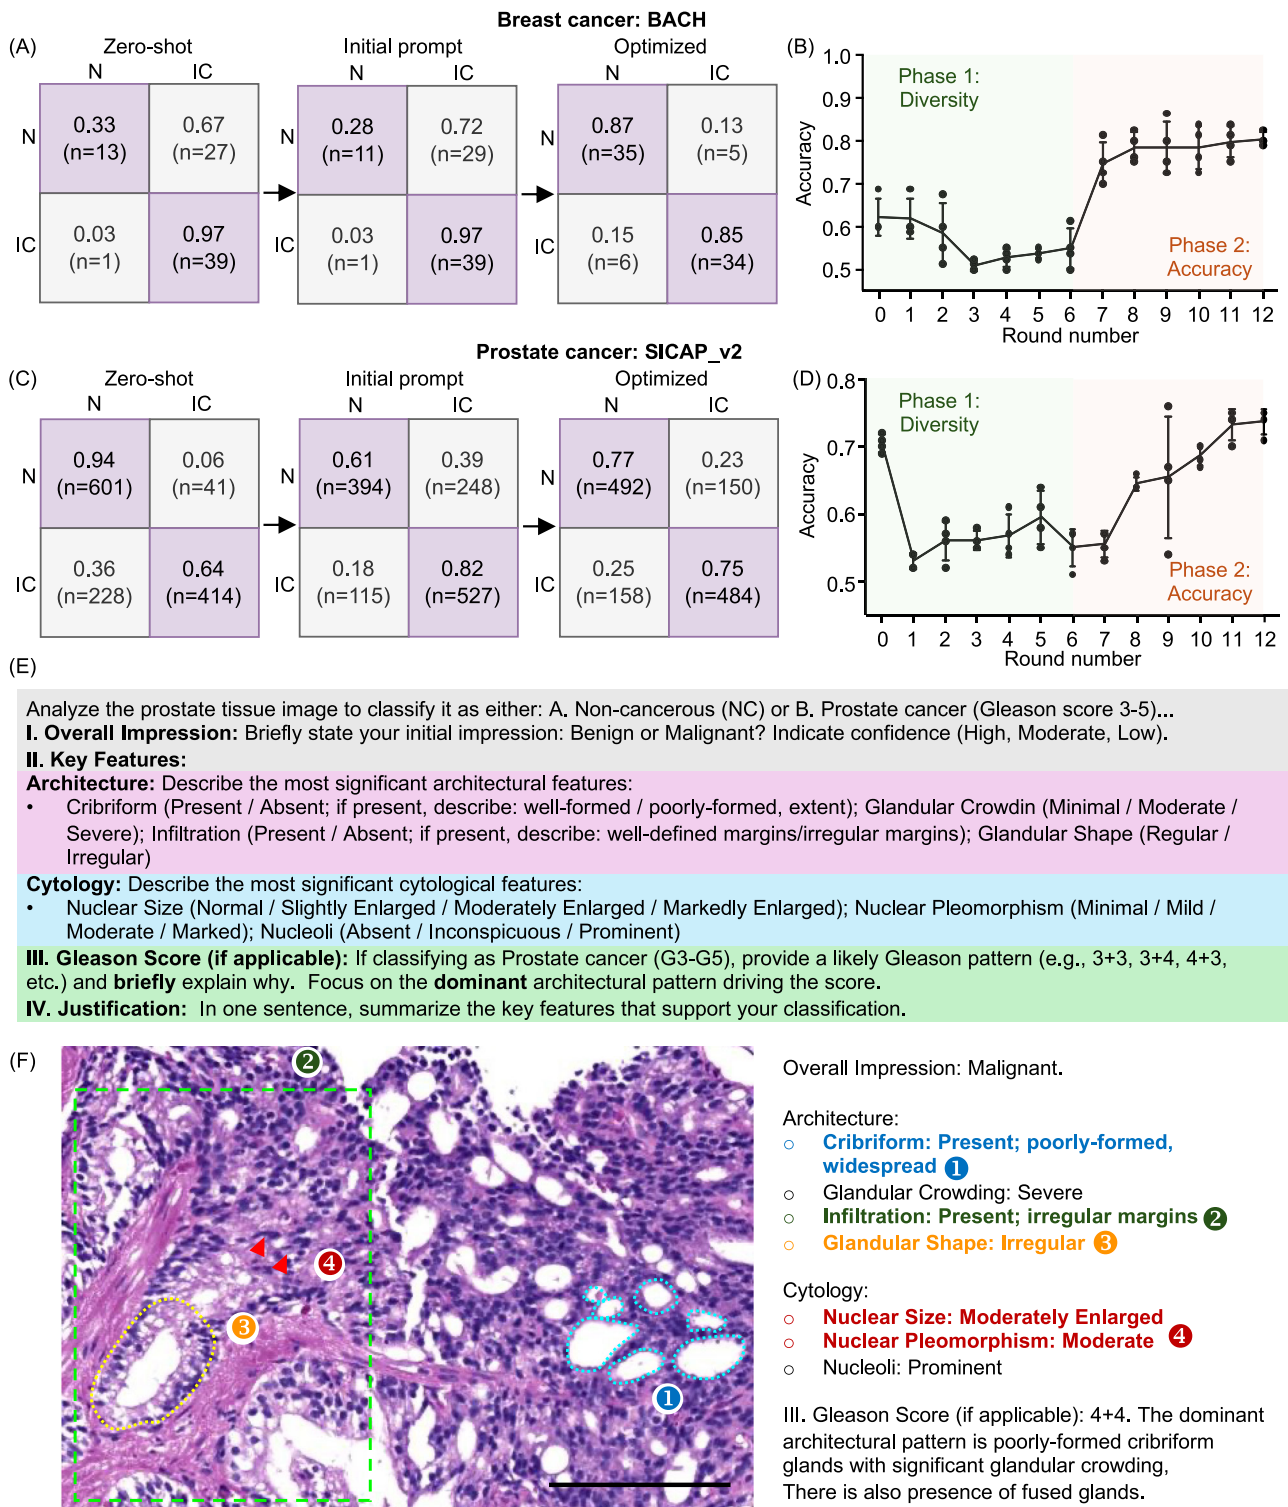 Breast cancer: BACH
(A)
Zero-shot
N IC
N
0.33 0.67
(n=13) (n=27)
IC
0.03 0.97
(n=1) (n=39)
Initial prompt
N IC
N
0.28 0.72
(n=11) (n=29)
IC
0.03 0.97
(n=1) (n=39)
Optimized
N IC
N
0.87 0.13
(n=35) (n=5)
IC
0.15 0.85
(n=6) (n=34)
(B)
1.0
0.9
0.8
0.7
0.6
0.5
Accuracy
Phase 1:
Diversity
Phase 2:
Accuracy
0 1 2 3 4 5 6 7 8 9 10 11 12
Round number
Prostate cancer: SICAP_v2
(C)
Zero-shot
N IC
N
0.94 0.06
(n=601) (n=41)
IC
0.36 0.64
(n=228) (n=414)
Initial prompt
N IC
N
0.61 0.39
(n=394) (n=248)
IC
0.18 0.82
(n=115) (n=527)
Optimized
N IC
N
0.77 0.23
(n=492) (n=150)
IC
0.25 0.75
(n=158) (n=484)
(D)
0.8
0.7
0.6
0.5
Accuracy
Phase 1:
Diversity
Phase 2:
Accuracy
0 1 2 3 4 5 6 7 8 9 10 11 12
Round number
(E)
Analyze the prostate tissue image to classify it as either: A. Non-cancerous (NC) or B. Prostate cancer (Gleason score 3-5)...
I. Overall Impression: Briefly state your initial impression: Benign or Malignant? Indicate confidence (High, Moderate, Low).
II. Key Features:
Architecture: Describe the most significant architectural features:
• Cribriform (Present / Absent; if present, describe: well-formed / poorly-formed, extent); Glandular Crowdin (Minimal / Moderate /
Severe); Infiltration (Present / Absent; if present, describe: well-defined margins/irregular margins); Glandular Shape (Regular /
Irregular)
Cytology: Describe the most significant cytological features:
• Nuclear Size (Normal / Slightly Enlarged / Moderately Enlarged / Markedly Enlarged); Nuclear Pleomorphism (Minimal / Mild /
Moderate / Marked); Nucleoli (Absent / Inconspicuous / Prominent)
III. Gleason Score (if applicable): If classifying as Prostate cancer (G3-G5), provide a likely Gleason pattern (e.g., 3+3, 3+4, 4+3,
etc.) and briefly explain why. Focus on the dominant architectural pattern driving the score.
IV. Justification: In one sentence, summarize the key features that support your classification.
(F)
2
4
3
1
Overall Impression: Malignant.
Architecture:
○ Cribriform: Present; poorly-formed,
widespread 1
○ Glandular Crowding: Severe
○ Infiltration: Present; irregular margins 2
○ Glandular Shape: Irregular 3
Cytology:
○ Nuclear Size: Moderately Enlarged
○ Nuclear Pleomorphism: Moderate 4
○ Nucleoli: Prominent
III. Gleason Score (if applicable): 4+4. The dominant
architectural pattern is poorly-formed cribriform
glands with significant glandular crowding,
There is also presence of fused glands.